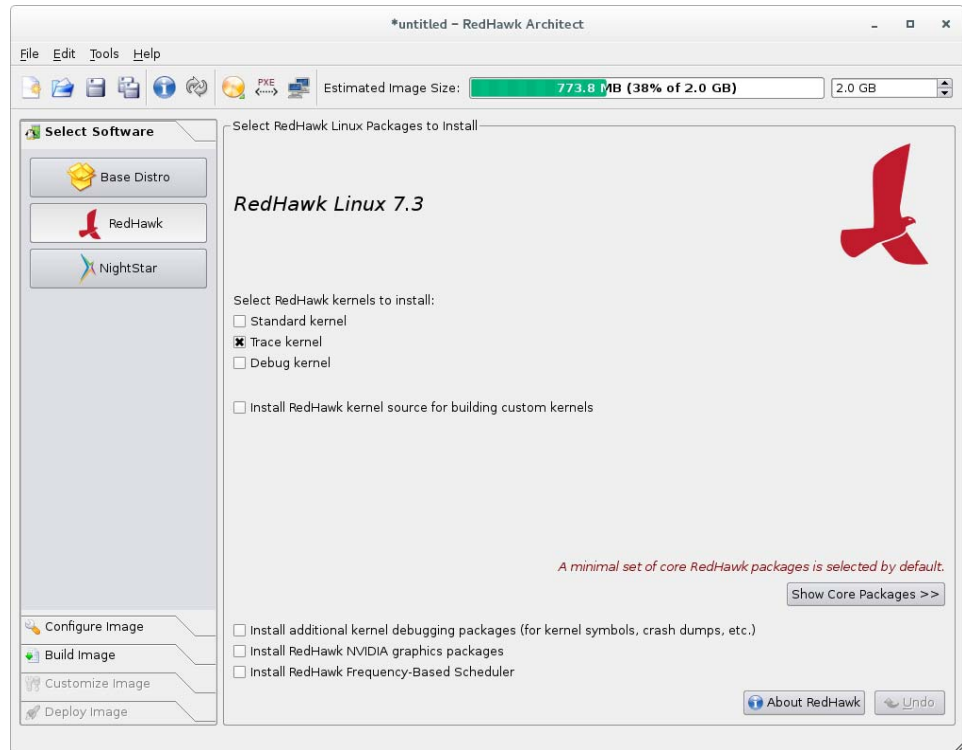 *untitled – RedHawk Architect
File Edit Tools Help
PXE
Estimated Image Size:
773.8 MB (38% of 2.0 GB)
2.0 GB
Select Software
Base Distro
RedHawk
NightStar
Configure Image
Build Image
Customize Image
Deploy Image
Select RedHawk Linux Packages to Install
RedHawk Linux 7.3
Select RedHawk kernels to install:
Standard kernel
Trace kernel
Debug kernel
Install RedHawk kernel source for building custom kernels
A minimal set of core RedHawk packages is selected by default.
Show Core Packages >>
Install additional kernel debugging packages (for kernel symbols, crash dumps, etc.)
Install RedHawk NVIDIA graphics packages
Install RedHawk Frequency-Based Scheduler
About RedHawk
Undo